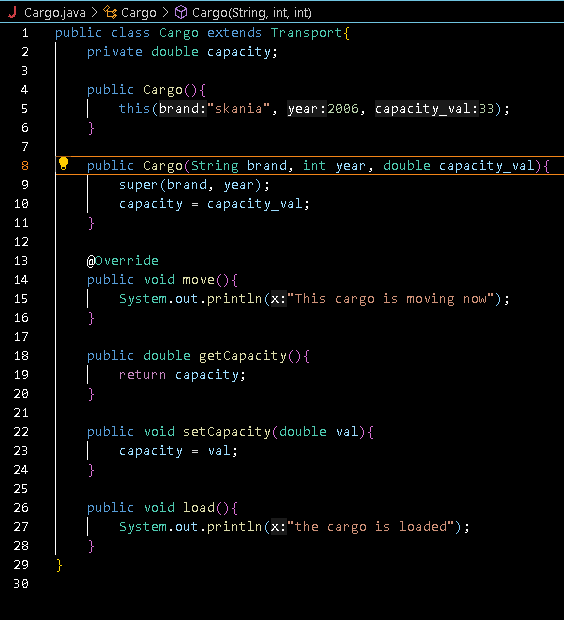 J Cargo.java > Cargo > Cargo(String, int, int)
1 public class Cargo extends Transport{
2     private double capacity;
3
4     public Cargo(){
5         this(brand:"skania", year:2006, capacity_val:33);
6     }
7
8     public Cargo(String brand, int year, double capacity_val){
9         super(brand, year);
10         capacity = capacity_val;
11     }
12
13     @Override
14     public void move(){
15         System.out.println(x:"This cargo is moving now");
16     }
17
18     public double getCapacity(){
19         return capacity;
20     }
21
22     public void setCapacity(double val){
23         capacity = val;
24     }
25
26     public void load(){
27         System.out.println(x:"the cargo is loaded");
28     }
29 }
30